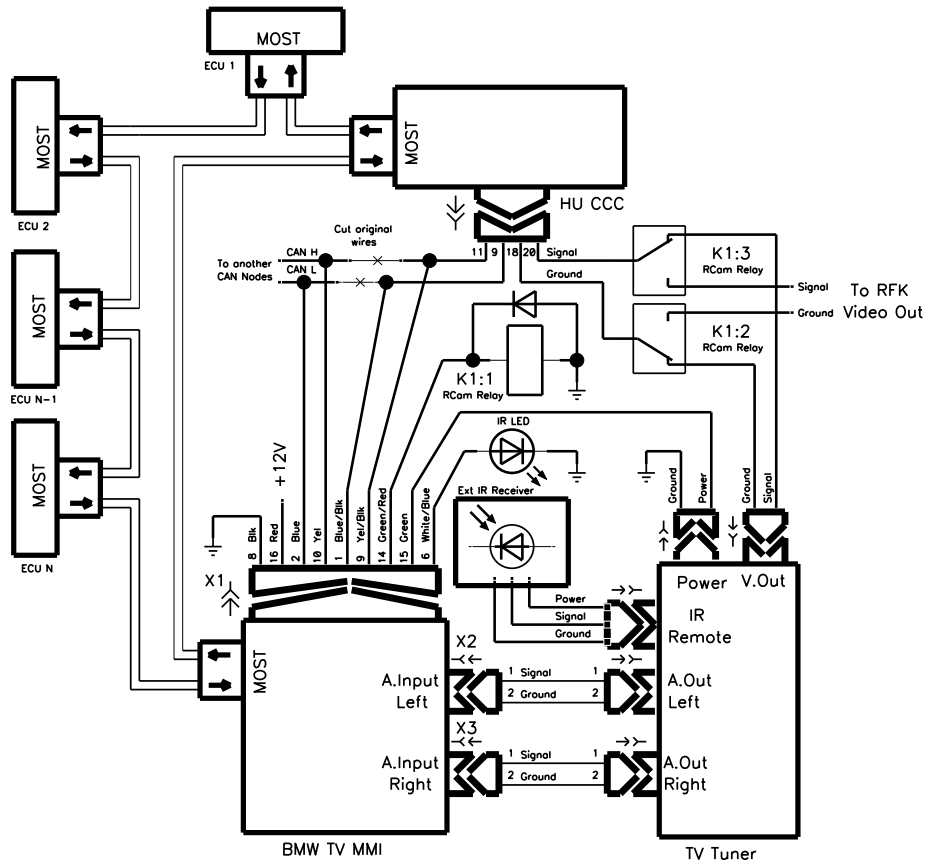 MOST
ECU 1
MOST
ECU 2
MOST
HU CCC
Cut original
wires
CAN H
To another
CAN Nodes
CAN L
11
9
18
20
Signal
Ground
K1:3
RCam Relay
Signal
To RFK
Video Out
Ground
K1:2
RCam Relay
MOST
ECU N-1
K1:1
RCam Relay
MOST
ECU N
+12V
IR LED
Ext IR Receiver
8 Blk
16 Red
2 Blue
10 Yel
1 Blue/Blk
9 Yel/Blk
14 Green/Red
15 Green
6 White/Blue
Ground
Power
Ground
Signal
X1
Power
V.Out
Power
Signal
Ground
IR
Remote
MOST
X2
A.Input
Left
1 Signal 1
2 Ground 2
A.Out
Left
X3
A.Input
Right
1 Signal 1
2 Ground 2
A.Out
Right
BMW TV MMI
TV Tuner